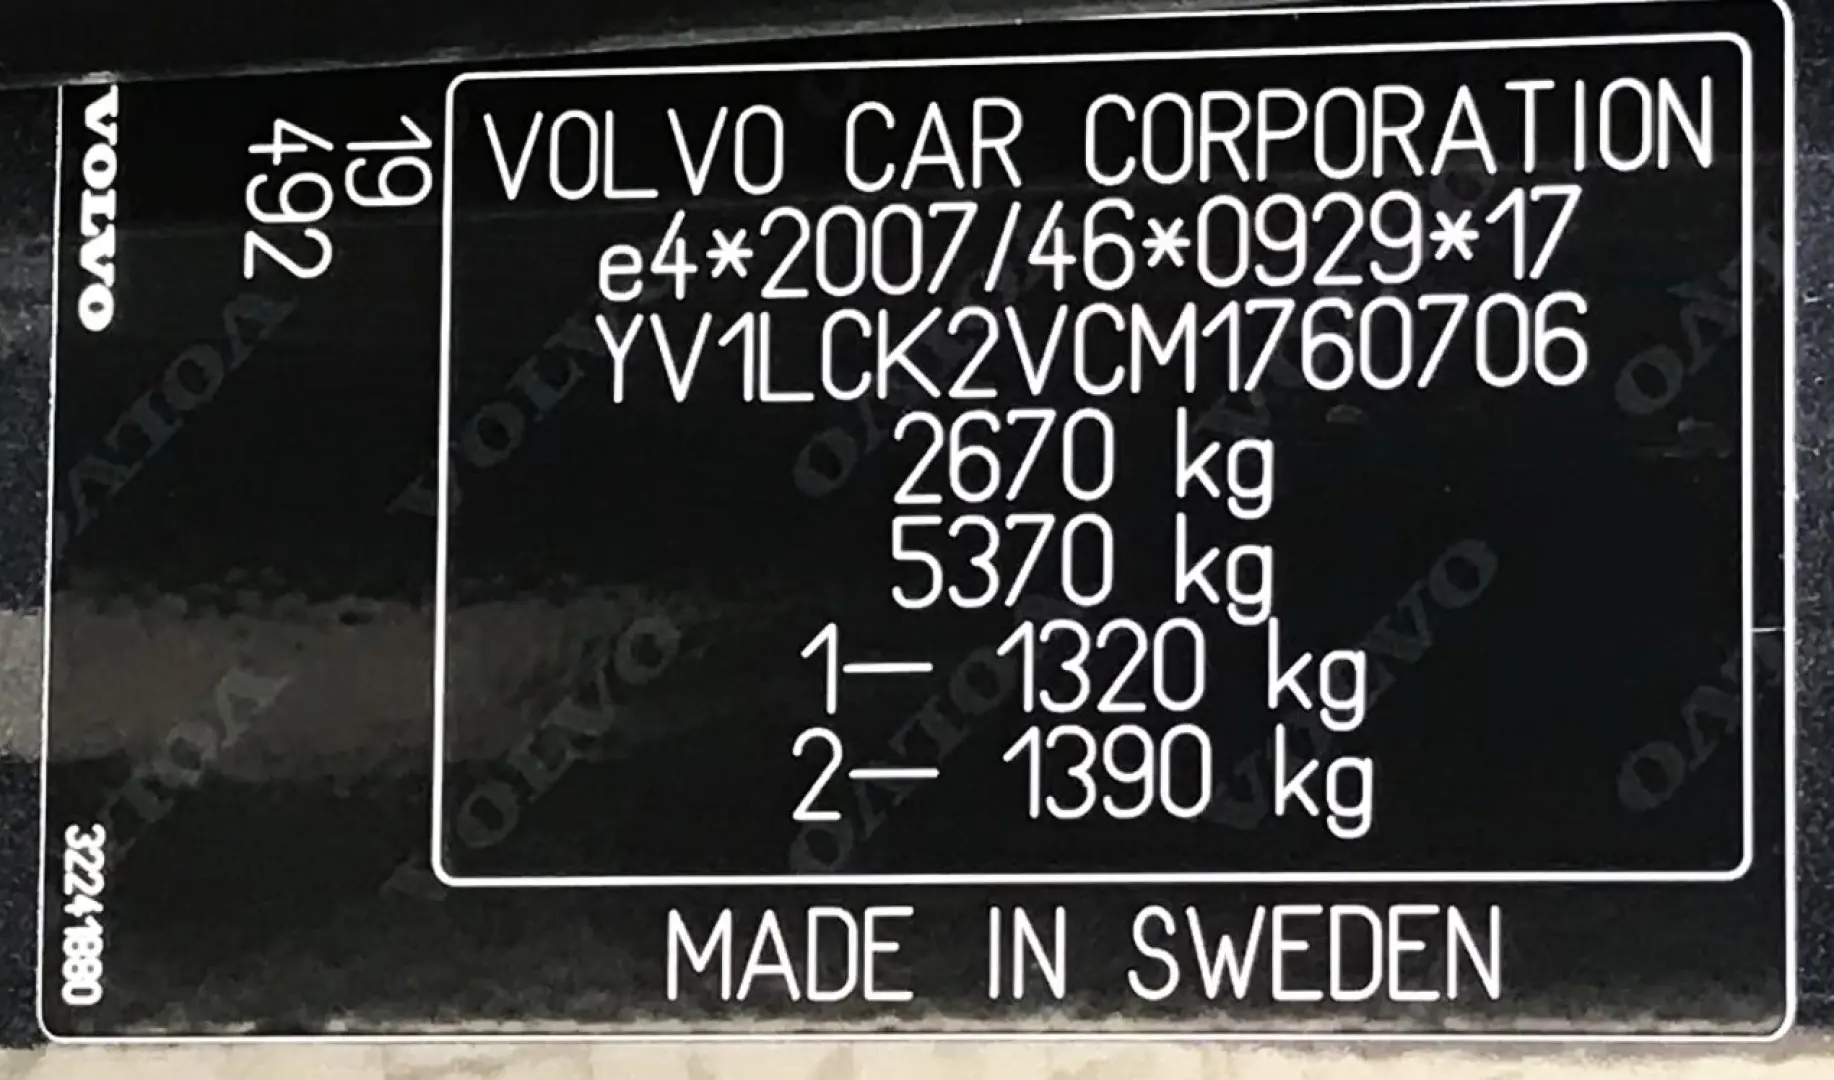 VOLVO
19
492
VOLVO CAR CORPORATION
e4*2007/46*0929*17
YV1LCK2VCM1760706
2670 kg
5370 kg
1– 1320 kg
2– 1390 kg
MADE IN SWEDEN
32241880